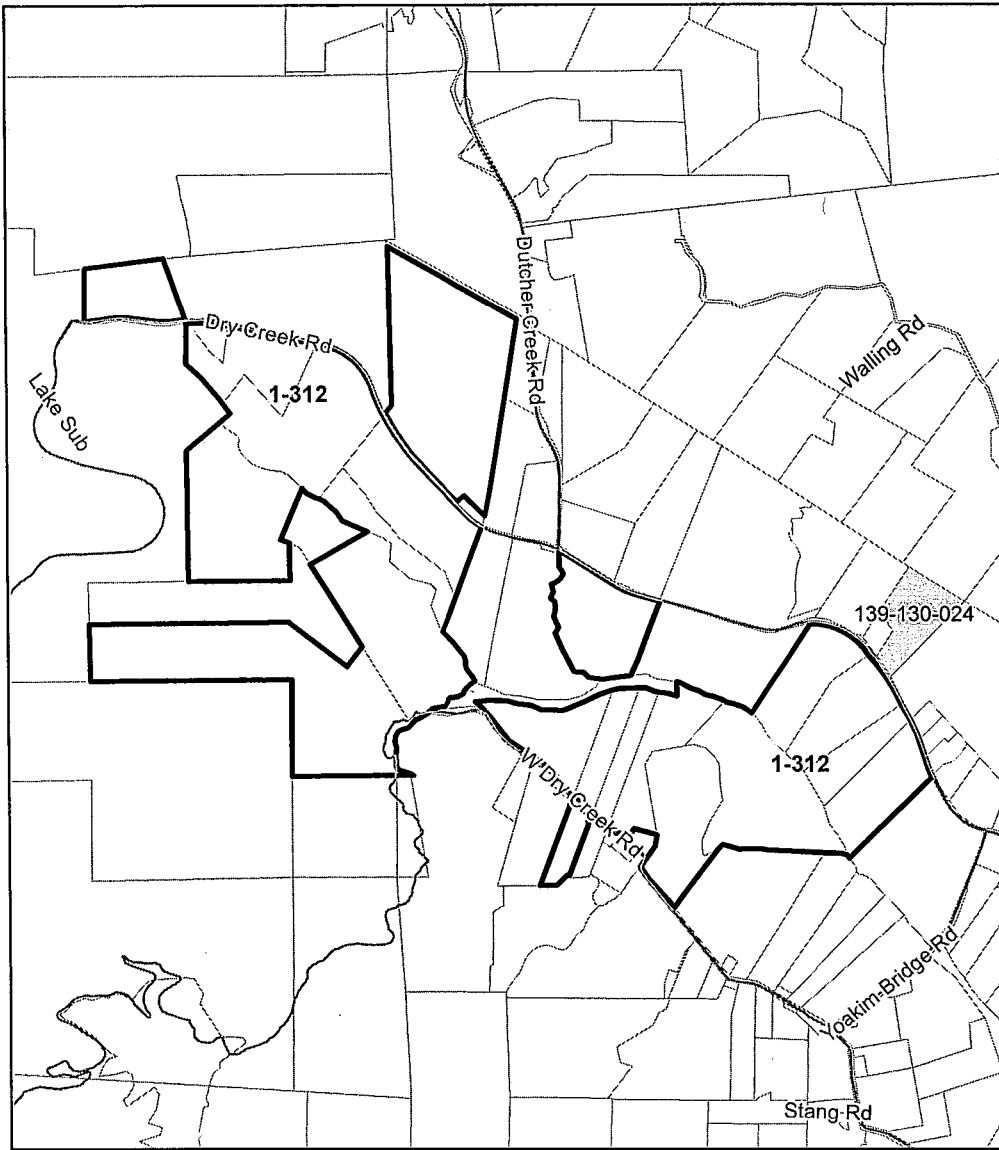 Dutcher Creek Rd
Dry Creek Rd
Walling Rd
Lake Sub
1-312
139-130-024
1-312
W Dry Creek Rd
Yoakim Bridge Rd
Stang Rd